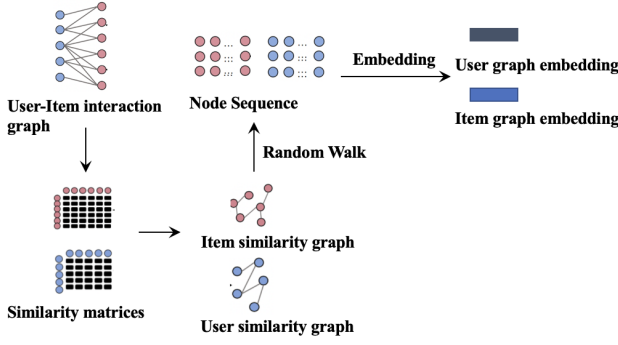 User-Item interaction
graph
Similarity matrices
Item similarity graph
User similarity graph
Random Walk
Node Sequence
Embedding
User graph embedding
Item graph embedding